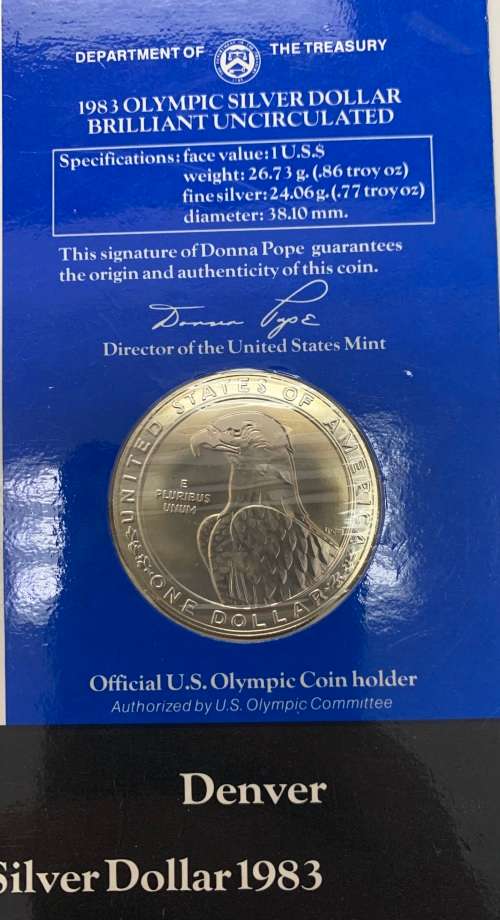 DEPARTMENT OF THE TREASURY
1983 OLYMPIC SILVER DOLLAR
BRILLIANT UNCIRCULATED
Specifications: face value: 1 U.S.$
weight: 26.73 g. (.86 troy oz)
fine silver: 24.06 g. (.77 troy oz)
diameter: 38.10 mm.
This signature of Donna Pope guarantees
the origin and authenticity of this coin.
Donna Pope
Director of the United States Mint
UNITED STATES OF AMERICA
E
PLURIBUS
UNUM
ONE DOLLAR
Official U.S. Olympic Coin holder
Authorized by U.S. Olympic Committee
Denver
Silver Dollar 1983